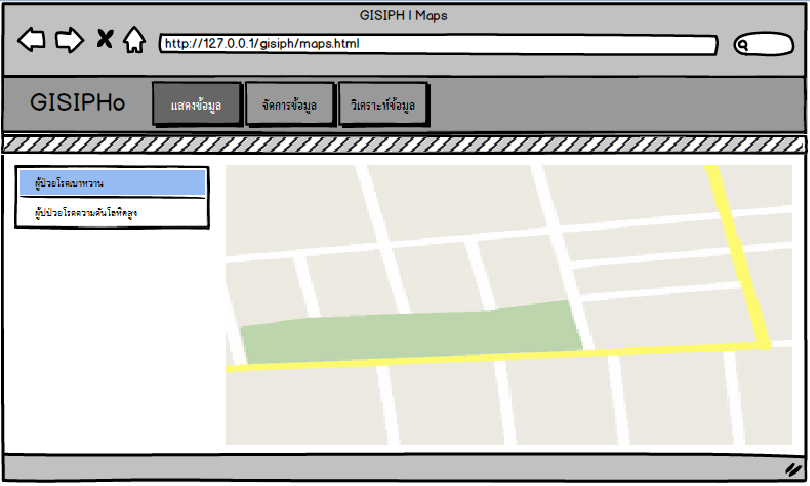 GISIPH | Maps
http://127.0.0.1/gisiph/maps.html
GISIPHo
แสดงข้อมูล
จัดการข้อมูล
วิเคราะห์ข้อมูล
ผู้ป่วยโรคเบาหวาน
ผู้ปป่วยโรคความดันโลหิตสูง